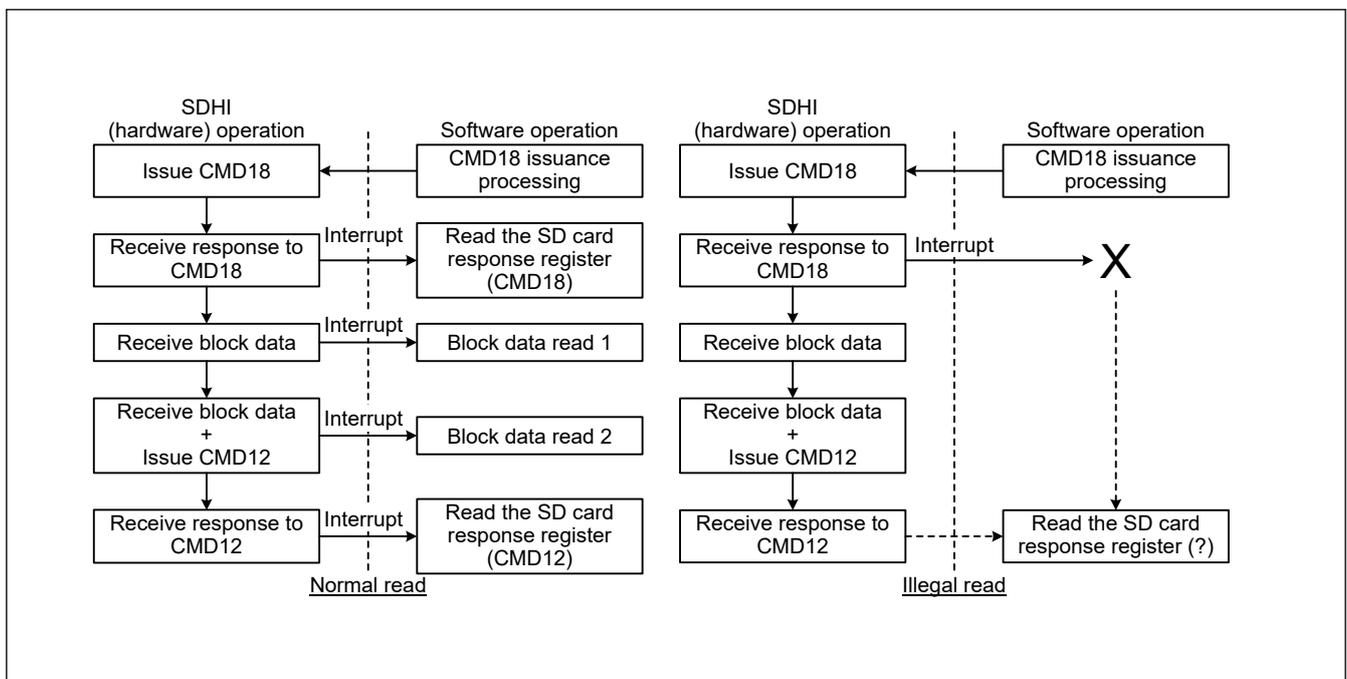 SDHI
(hardware) operation
Software operation
Issue CMD18
CMD18 issuance
processing
Receive response to
CMD18
Interrupt
Read the SD card
response register
(CMD18)
Receive block data
Interrupt
Block data read 1
Receive block data
+
Issue CMD12
Interrupt
Block data read 2
Receive response to
CMD12
Interrupt
Read the SD card
response register
(CMD12)
Normal read
SDHI
(hardware) operation
Software operation
Issue CMD18
CMD18 issuance
processing
Receive response to
CMD18
Interrupt
X
Receive block data
Receive block data
+
Issue CMD12
Receive response to
CMD12
Read the SD card
response register (?)
Illegal read